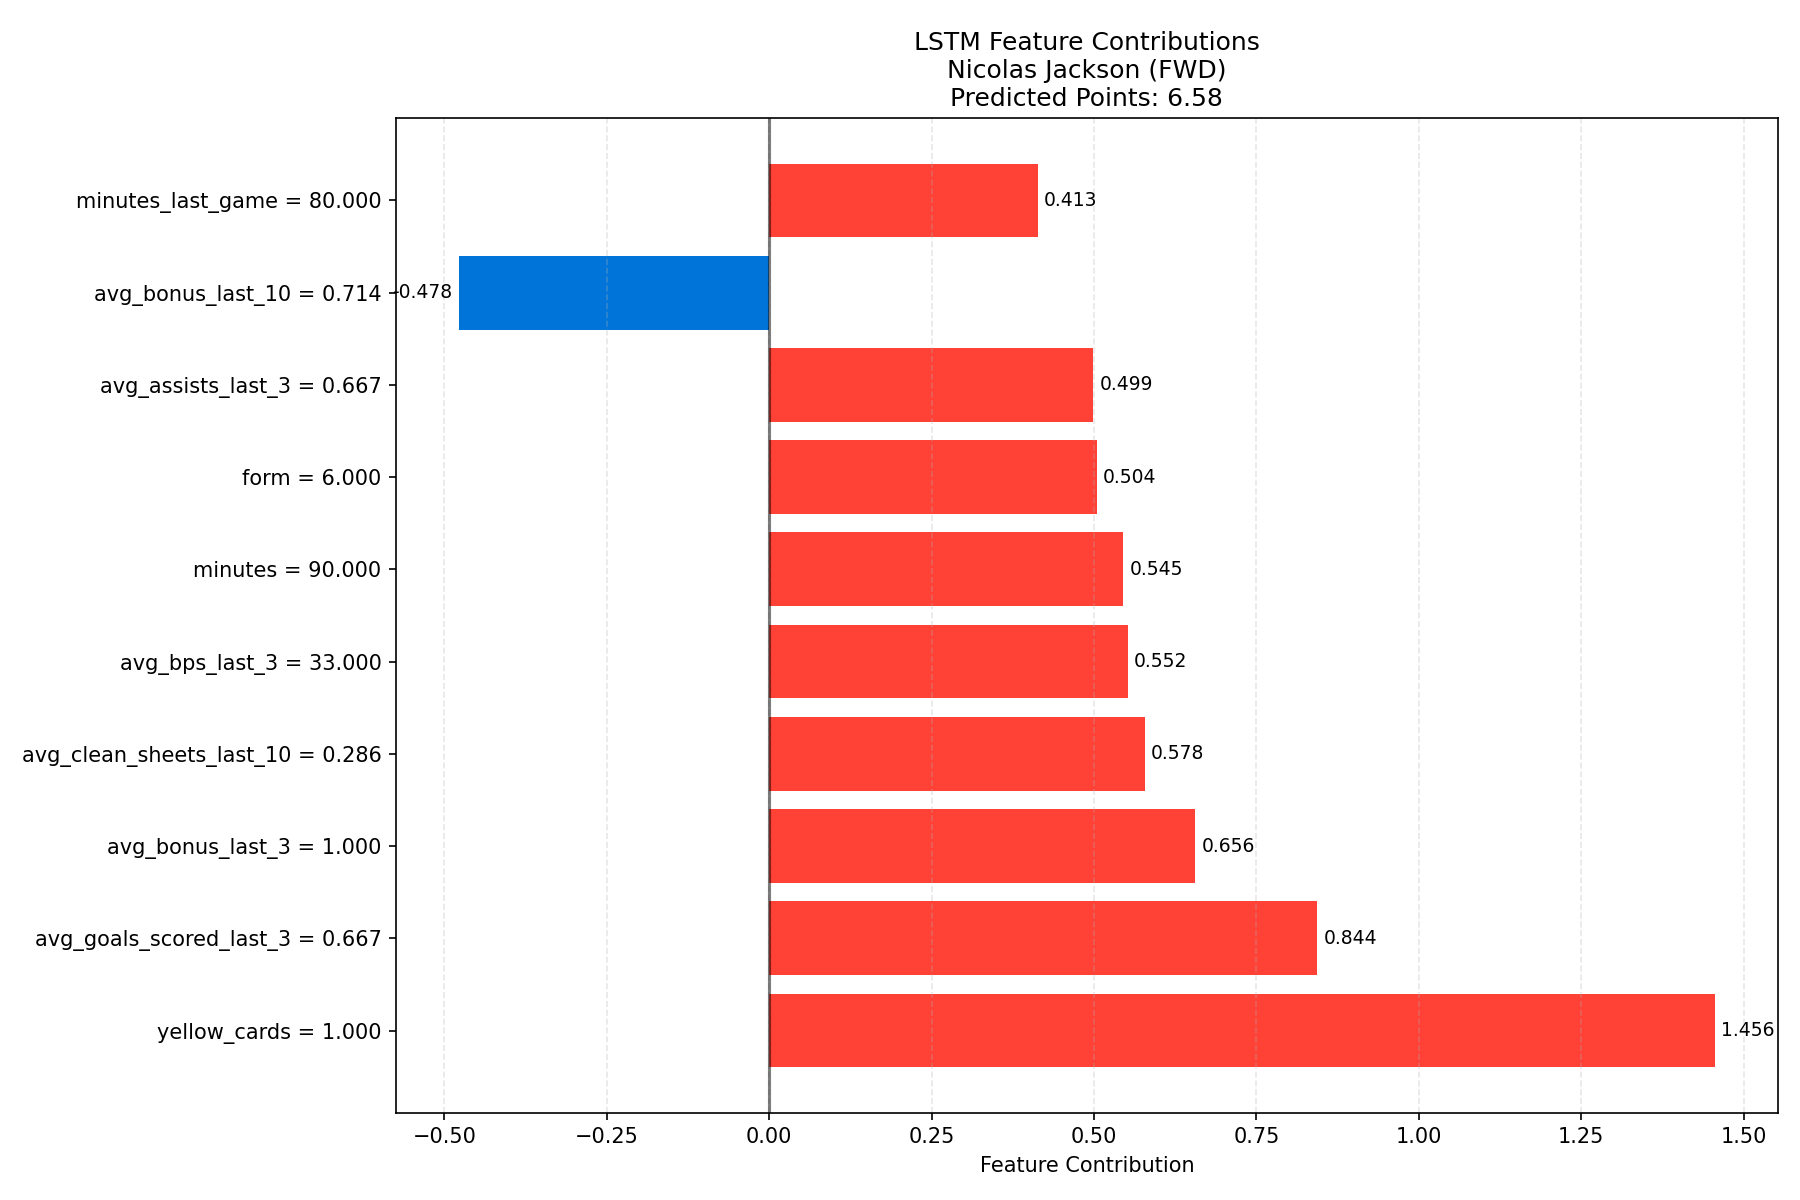 LSTM Feature Contributions
Nicolas Jackson (FWD)
Predicted Points: 6.58
minutes_last_game = 80.000 0.413
avg_bonus_last_10 = 0.714 -0.478
avg_assists_last_3 = 0.667 0.499
form = 6.000 0.504
minutes = 90.000 0.545
avg_bps_last_3 = 33.000 0.552
avg_clean_sheets_last_10 = 0.286 0.578
avg_bonus_last_3 = 1.000 0.656
avg_goals_scored_last_3 = 0.667 0.844
yellow_cards = 1.000 1.456
−0.50 −0.25 0.00 0.25 0.50 0.75 1.00 1.25 1.50
Feature Contribution